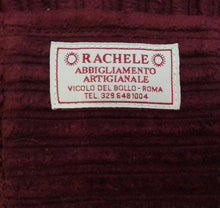 RACHELE
ABBIGLIAMENTO
ARTIGIANALE
VICOLO DEL BOLLO - ROMA
TEL. 329.6481004